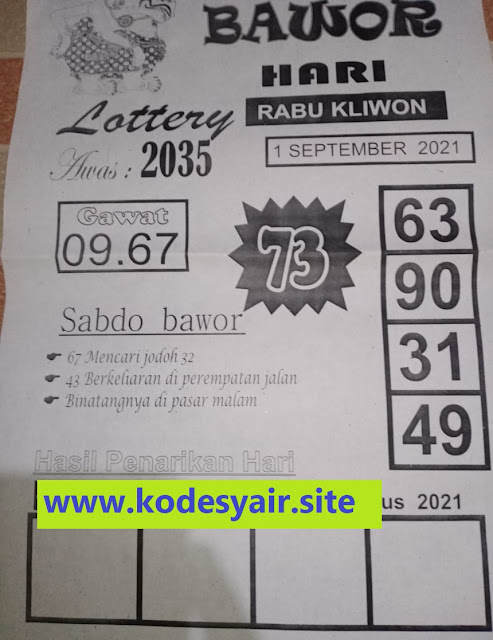 BAWOR
HARI
Lottery
RABU KLIWON
1 SEPTEMBER 2021
Awas : 2035
Gawat
09.67
73
63
90
31
49
Sabdo bawor
67 Mencari jodoh 32
43 Berkeliaran di perempatan jalan
Binatangnya di pasar malam
Hasil Penarikan Hari
us 2021
www.kodesyair.site